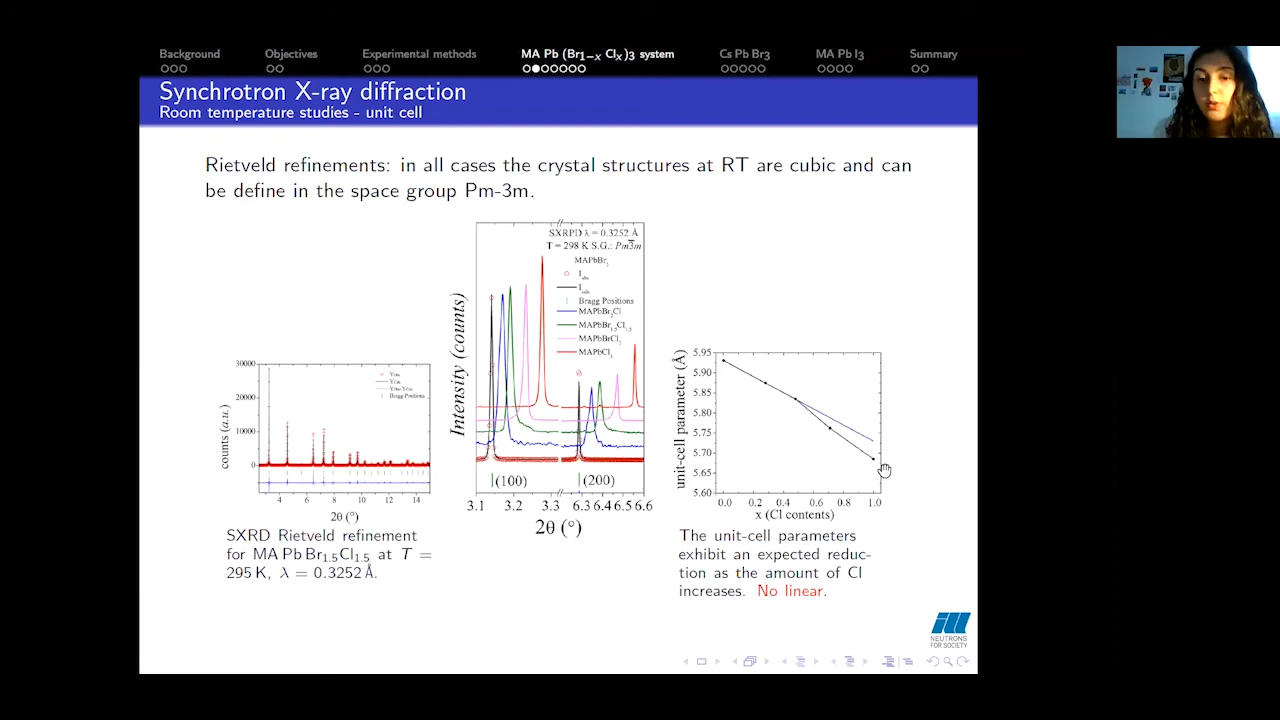 Background Objectives Experimental methods MA Pb (Br₁₋ₓ Clₓ)₃ system Cs Pb Br₃ MA Pb I₃ Summary
Synchrotron X-ray diffraction
Room temperature studies - unit cell
Rietveld refinements: in all cases the crystal structures at RT are cubic and can
be define in the space group Pm-3m.
30000
20000
10000
0
counts (a.u.)
Bragg Positions
4 6 8 10 12 14
2θ (°)
SXRD Rietveld refinement
for MA Pb Br₁.₅Cl₁.₅ at T =
295 K, λ = 0.3252 Å.
SXRPD λ = 0.3252 Å
T = 298 K S.G.: Pm3̅m
MAPbBr₃
Bragg Positions
MAPbBr₂Cl
MAPbBr₁.₅Cl₁.₅
MAPbBrCl₂
MAPbCl₃
Intensity (counts)
(100) (200)
3.1 3.2 3.3 6.3 6.4 6.5 6.6
2θ (°)
5.95
5.90
5.85
5.80
5.75
5.70
5.65
5.60
unit-cell parameter (Å)
0.0 0.2 0.4 0.6 0.8 1.0
x (Cl contents)
The unit-cell parameters
exhibit an expected reduc-
tion as the amount of Cl
increases. No linear.
NEUTRONS
FOR SOCIETY